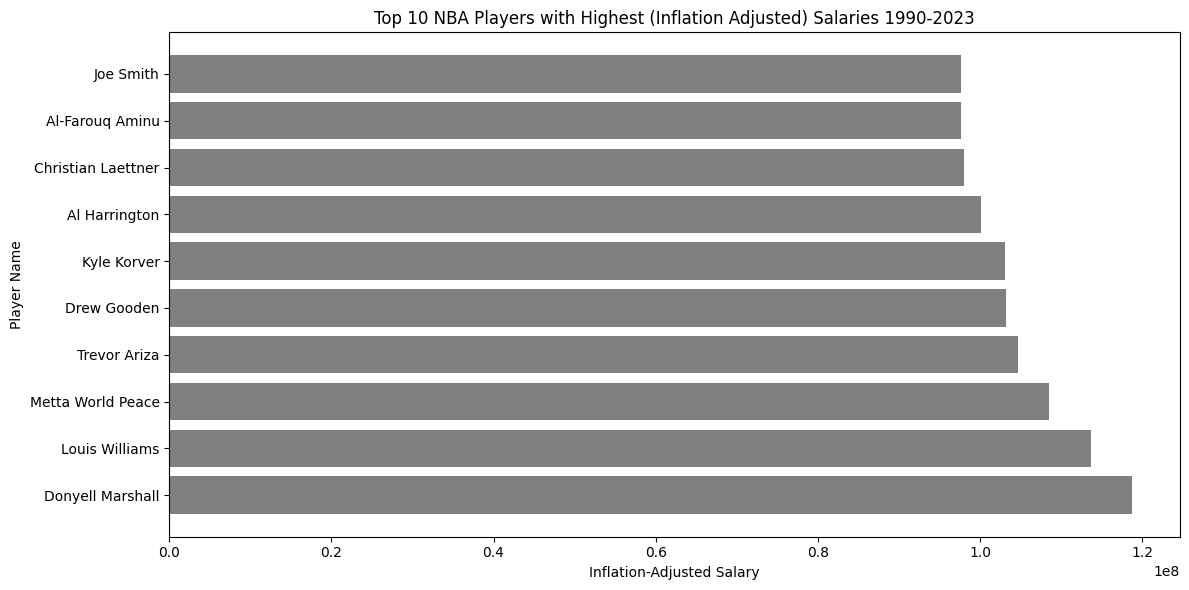 Top 10 NBA Players with Highest (Inflation Adjusted) Salaries 1990-2023
Player Name
Joe Smith
Al-Farouq Aminu
Christian Laettner
Al Harrington
Kyle Korver
Drew Gooden
Trevor Ariza
Metta World Peace
Louis Williams
Donyell Marshall
0.0 0.2 0.4 0.6 0.8 1.0 1.2
1e8
Inflation-Adjusted Salary